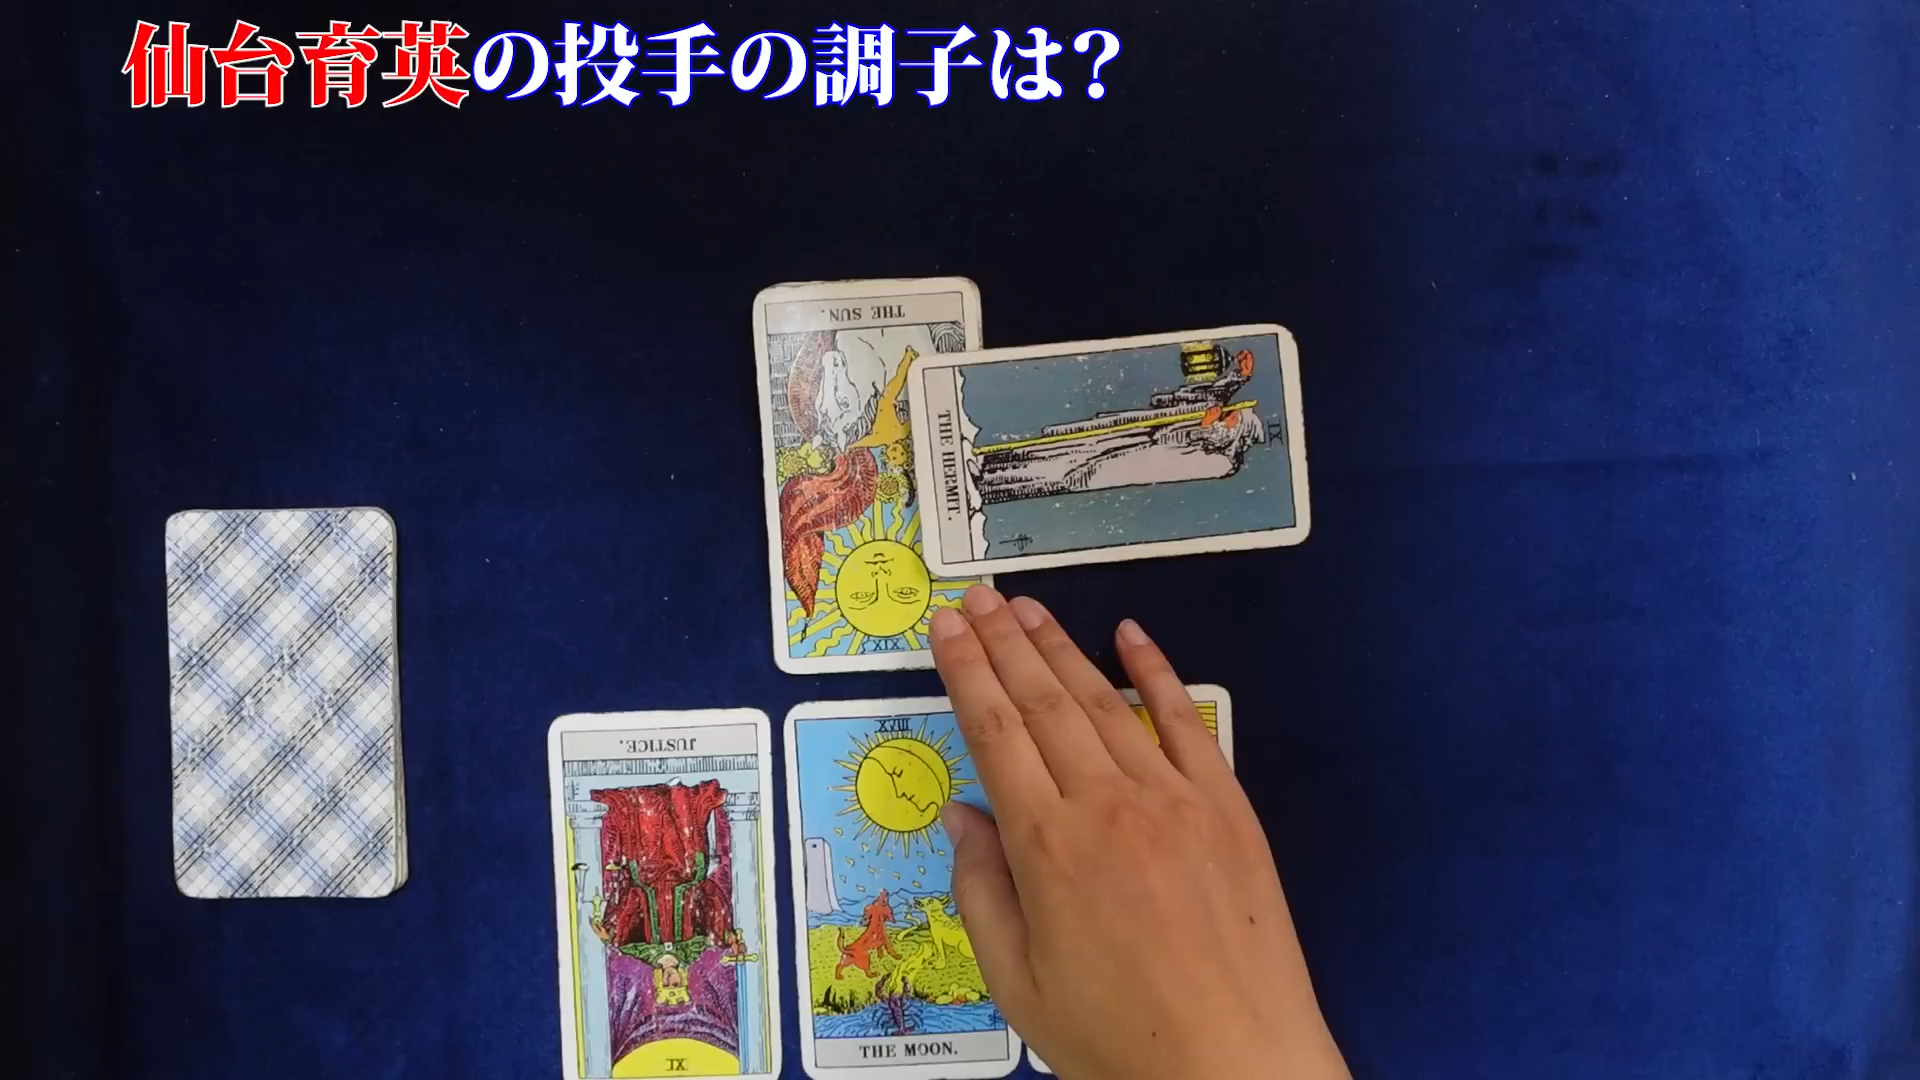 仙台育英の投手の調子は?
THE SUN.
THE HERMIT.
IX
XIX
JUSTICE.
XVIII
XI
THE MOON.